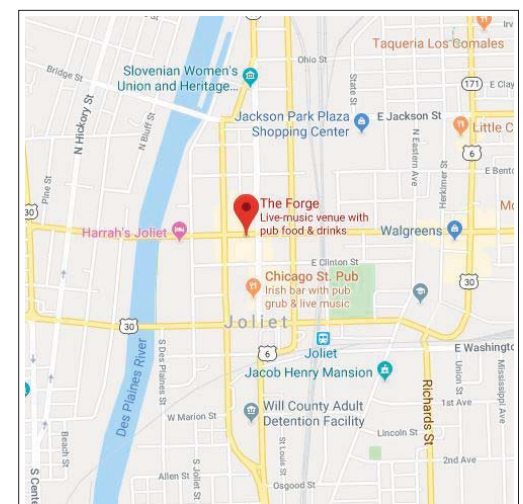 Irv
Taqueria Los Comales
Ohio St
Bridge St
Slovenian Women's
Union and Heritage...
171
E Clay
N Hickory St
N Bluff St
State St
Jackson Park Plaza
Shopping Center
E Jackson St
Little C
N Eastern Ave
6
Herkimer St
E Bento
Pine St
30
The Forge
Live-music venue with
pub food & drinks
Mo
Harrah's Joliet
Walgreens
E Clinton St
Chicago St. Pub
Irish bar with pub
grub & live music
30
Joliet
30
6
Joliet
E Washingto
Des Plaines River
S Des Plaines St
Jacob Henry Mansion
Richards St
Union St
Mississippi Ave
1st Ave
Will County Adult
Detention Facility
W Marion St
Lincoln St
Beach St
2nd Ave
S Joliet St
St Louis St
Allen St
Osgood St
S Cente